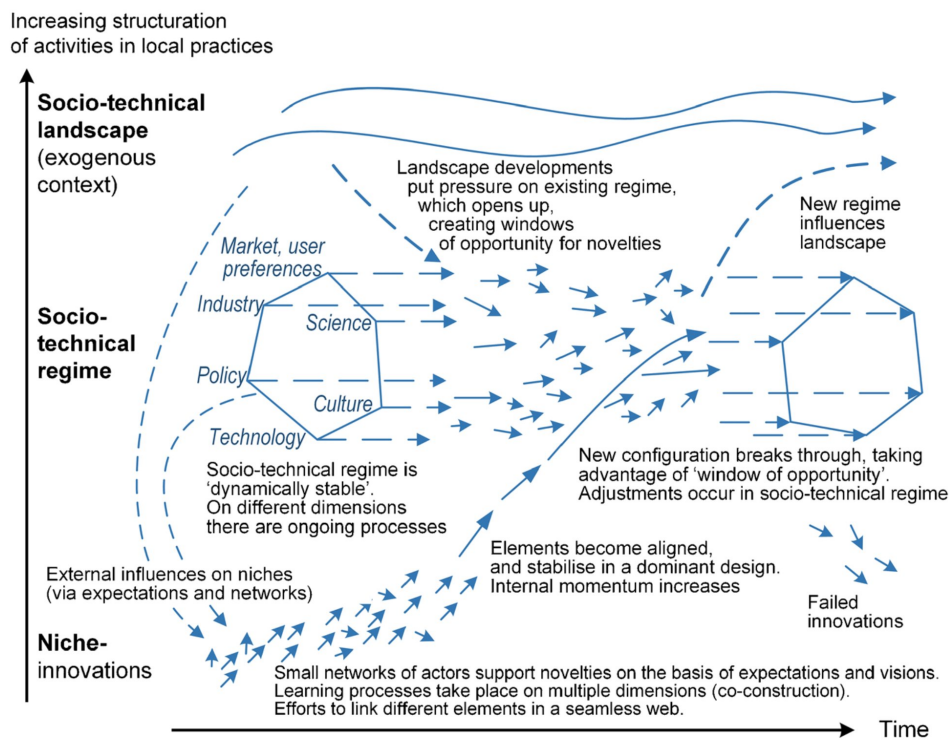 Increasing structuration
of activities in local practices
Socio-technical
landscape
(exogenous
context)
Landscape developments
put pressure on existing regime,
which opens up,
creating windows
of opportunity for novelties
New regime
influences
landscape
Market, user
preferences
Industry
Science
Socio-
technical
regime
Policy
Culture
Technology
Socio-technical regime is
‘dynamically stable’.
On different dimensions
there are ongoing processes
New configuration breaks through, taking
advantage of ‘window of opportunity’.
Adjustments occur in socio-technical regime
Elements become aligned,
and stabilise in a dominant design.
Internal momentum increases
External influences on niches
(via expectations and networks)
Failed
innovations
Niche-
innovations
Small networks of actors support novelties on the basis of expectations and visions.
Learning processes take place on multiple dimensions (co-construction).
Efforts to link different elements in a seamless web.
Time